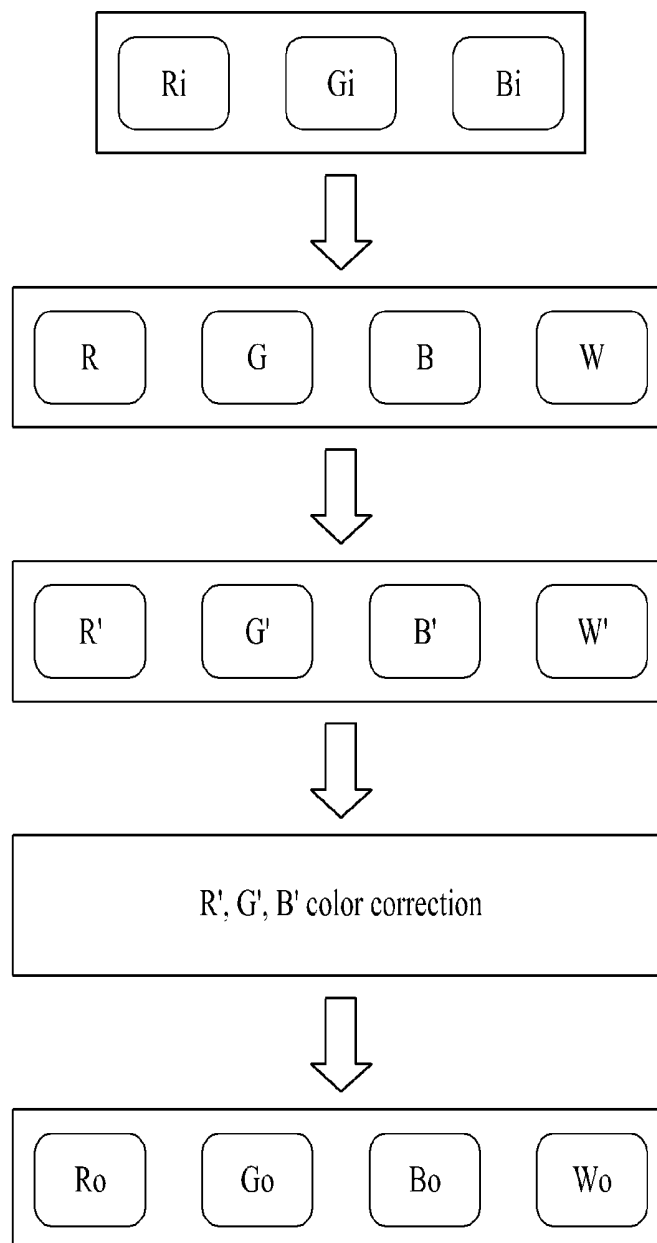 Ri Gi Bi
R G B W
R' G' B' W'
R', G', B' color correction
Ro Go Bo Wo